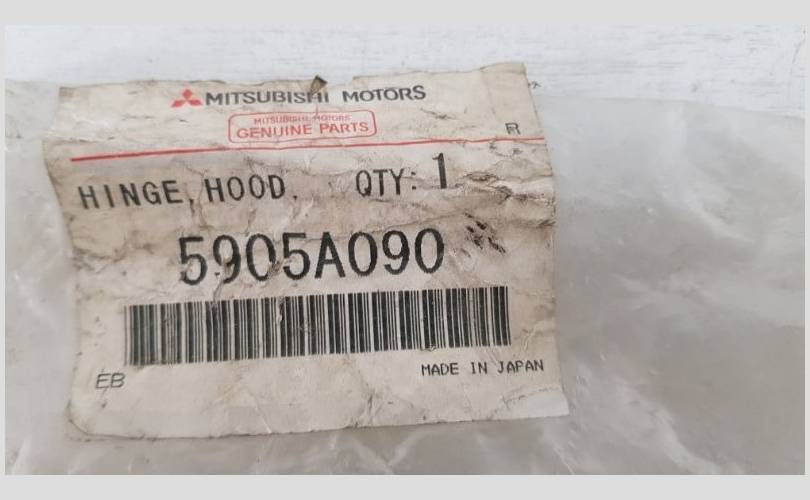 MITSUBISHI MOTORS
MITSUBISHI MOTORS
GENUINE PARTS
R
HINGE, HOOD. QTY: 1
5905A090
EB
MADE IN JAPAN